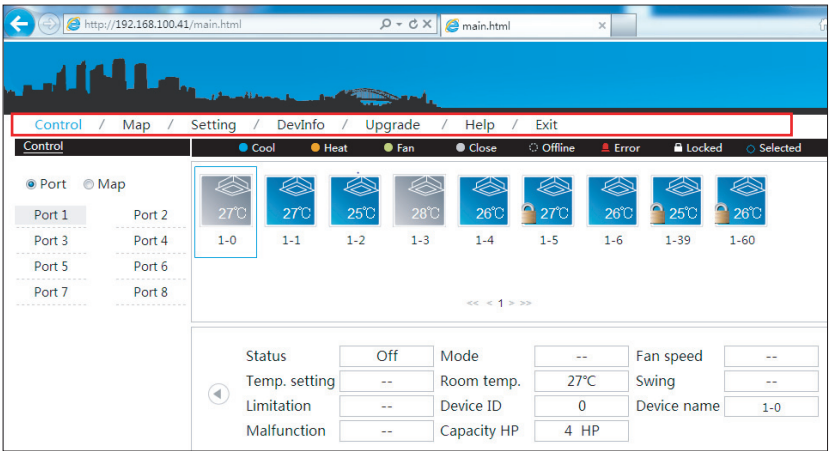 http://192.168.100.41/main.html
main.html
Control / Map / Setting / DevInfo / Upgrade / Help / Exit
Control
Cool Heat Fan Close Offline Error Locked Selected
Port Map
Port 1 Port 2
Port 3 Port 4
Port 5 Port 6
Port 7 Port 8
27°C 27°C 25°C 28°C 26°C 27°C 26°C 25°C 26°C
1-0 1-1 1-2 1-3 1-4 1-5 1-6 1-39 1-60
<< < 1 > >>
Status Off Mode -- Fan speed --
Temp. setting -- Room temp. 27°C Swing --
Limitation -- Device ID 0 Device name 1-0
Malfunction -- Capacity HP 4 HP